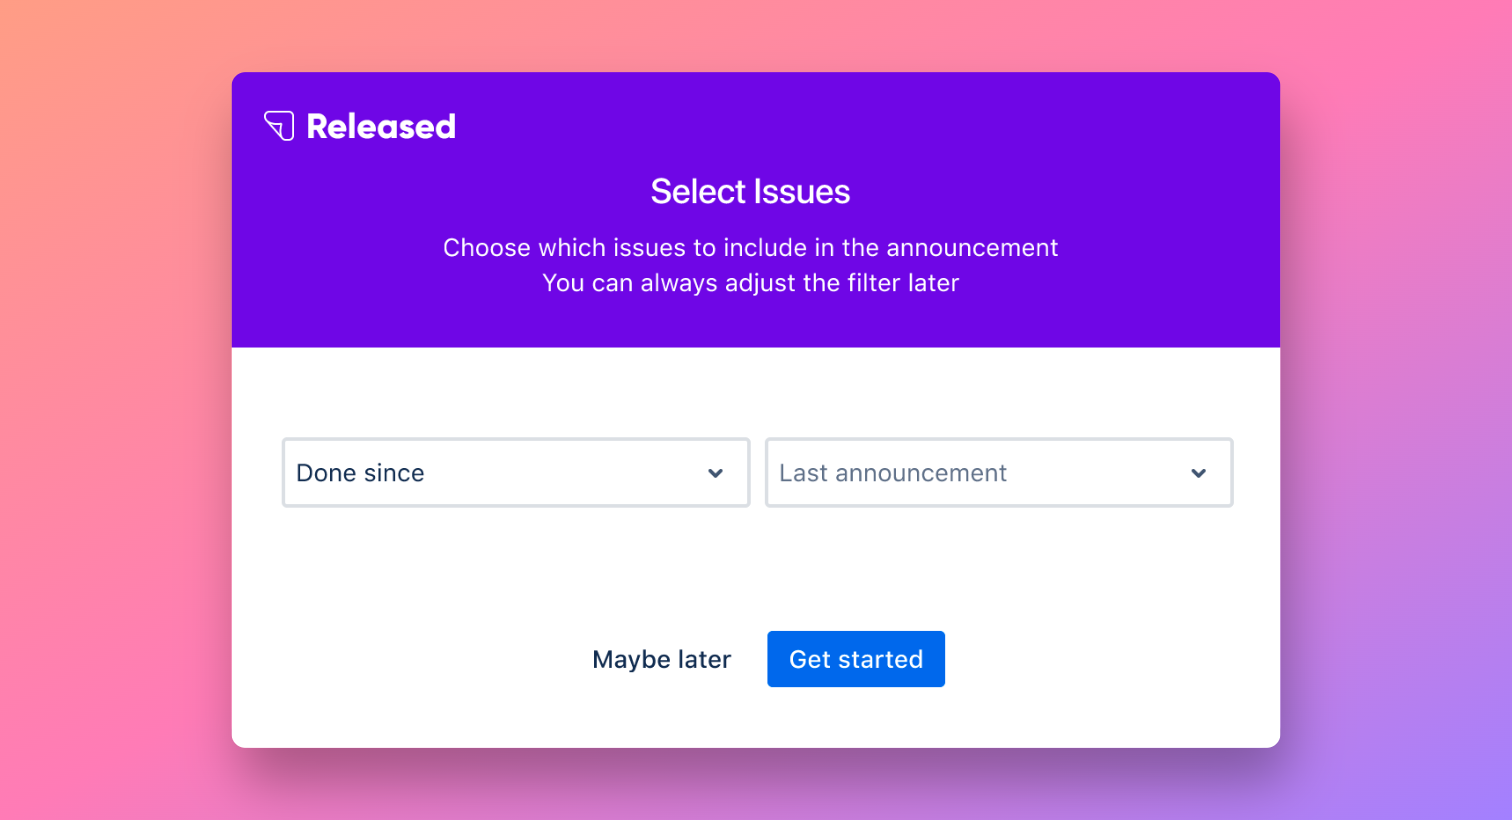 Released
Select Issues
Choose which issues to include in the announcement
You can always adjust the filter later
Done since
Last announcement
Maybe later
Get started